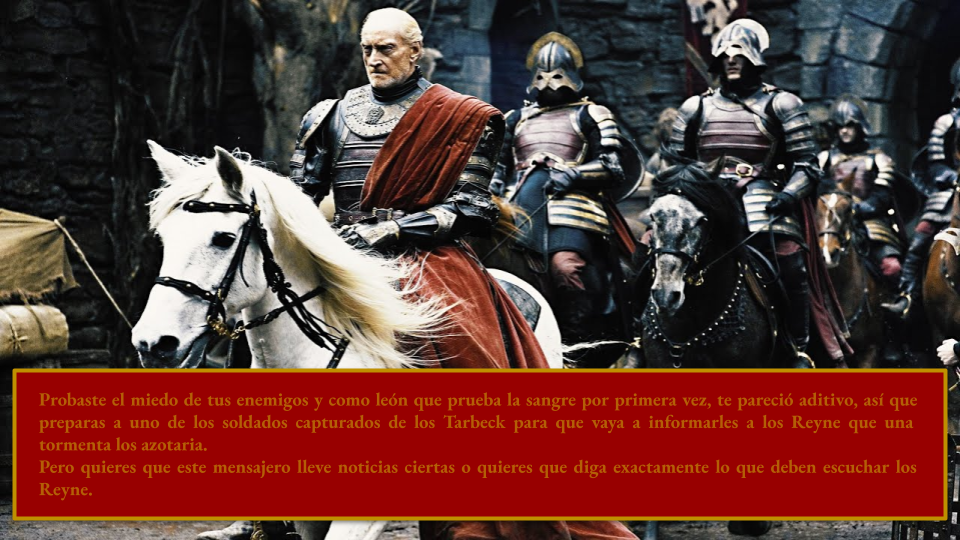 Probaste el miedo de tus enemigos y como león que prueba la sangre por primera vez, te pareció aditivo, así que
preparas a uno de los soldados capturados de los Tarbeck para que vaya a informarles a los Reyne que una
tormenta los azotaria.
Pero quieres que este mensajero lleve noticias ciertas o quieres que diga exactamente lo que deben escuchar los
Reyne.